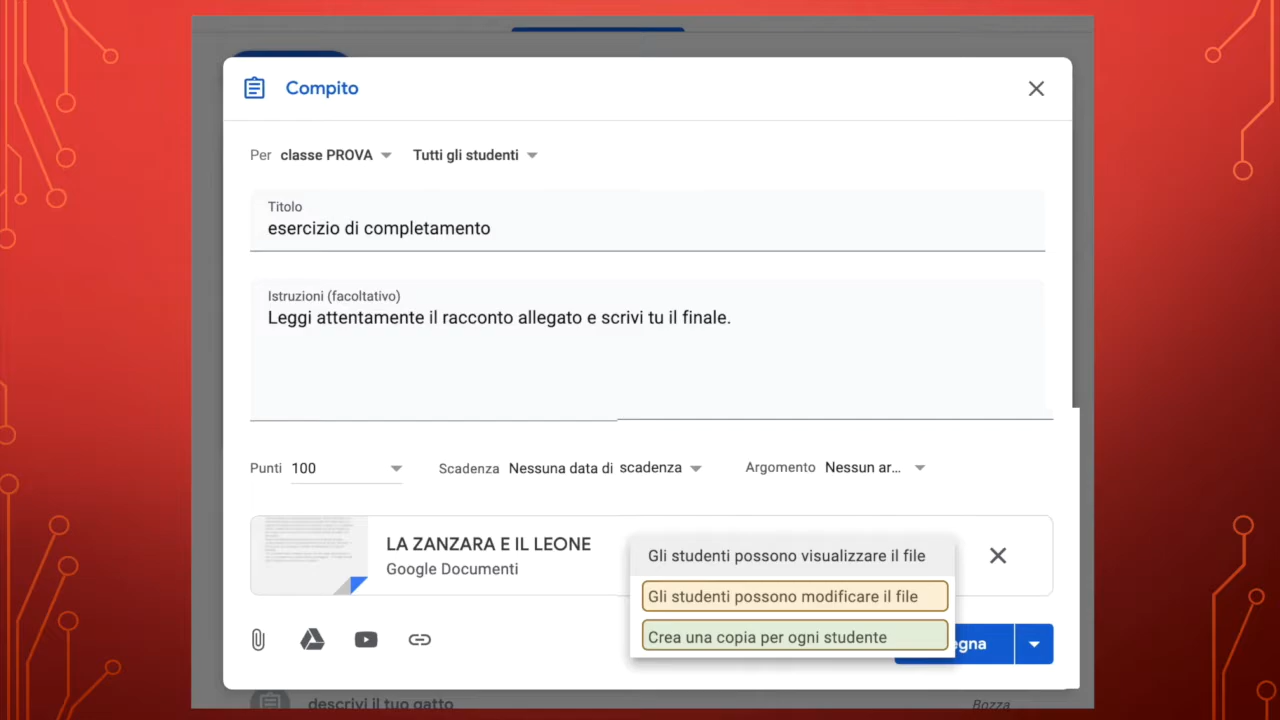 Compito
Per classe PROVA Tutti gli studenti
Titolo
esercizio di completamento
Istruzioni (facoltativo)
Leggi attentamente il racconto allegato e scrivi tu il finale.
Punti 100 Scadenza Nessuna data di scadenza Argomento Nessun ar...
LA ZANZARA E IL LEONE
Google Documenti
Gli studenti possono visualizzare il file
Gli studenti possono modificare il file
Crea una copia per ogni studente
gna
descrivi il tuo gatto
Bozza